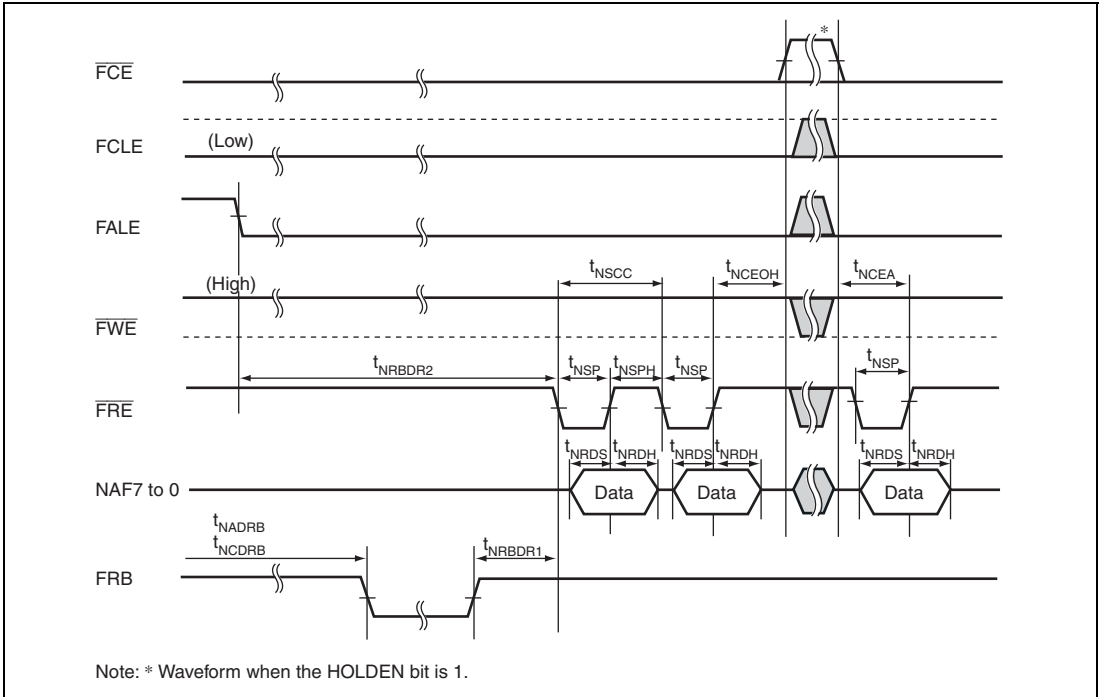 *
FCE
FCLE
(Low)
FALE
(High)
tNSCC
tNCEOH
tNCEA
FWE
tNRBDR2
tNSP
tNSPH
tNSP
tNSP
FRE
tNRDS
tNRDH
tNRDS
tNRDH
tNRDS
tNRDH
NAF7 to 0
Data
Data
Data
tNADRB
tNCDRB
tNRBDR1
FRB
Note: * Waveform when the HOLDEN bit is 1.